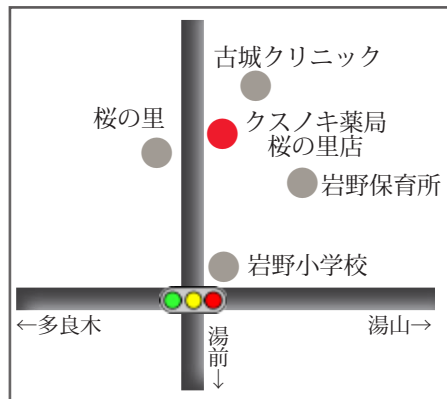 古城クリニック
桜の里
クスノキ薬局
桜の里店
岩野保育所
岩野小学校
←多良木
湯山→
湯前↓